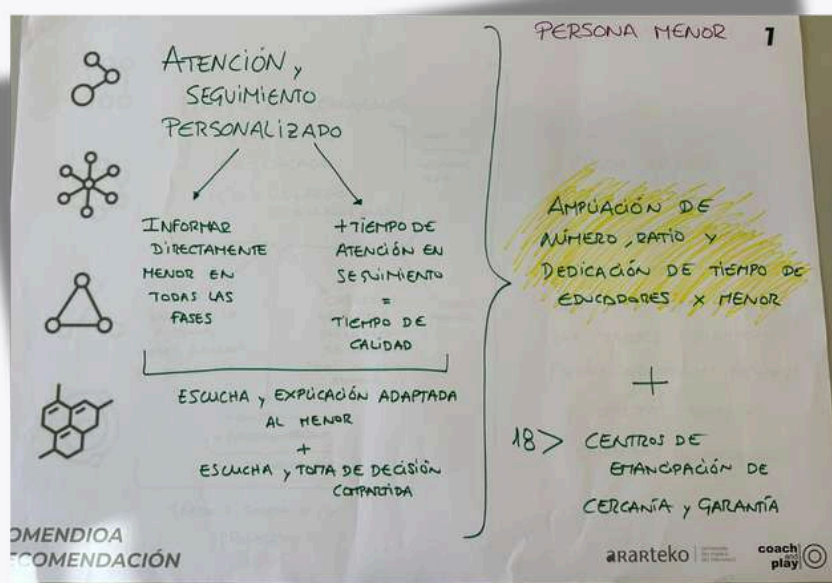 PERSONA MENOR 1
ATENCIÓN y
SEGUIMIENTO
PERSONALIZADO
INFORMAR
DIRECTAMENTE
MENOR EN
TODAS LAS
FASES
+ TIEMPO DE
ATENCIÓN EN
SEGUIMIENTO
=
TIEMPO DE
CALIDAD
ESCUCHA y EXPLICACIÓN ADAPTADA
AL MENOR
+
ESCUCHA y TOMA DE DECISIÓN
COMPARTIDA
AMPLIACIÓN DE
NÚMERO, RATIO Y
DEDICACIÓN DE TIEMPO DE
EDUCADORES X MENOR
+
18> CENTROS DE
EMANCIPACIÓN DE
CERCANÍA y GARANTÍA
OMENDIOA
ECOMENDACIÓN
aRARTEKO
coach
and
play